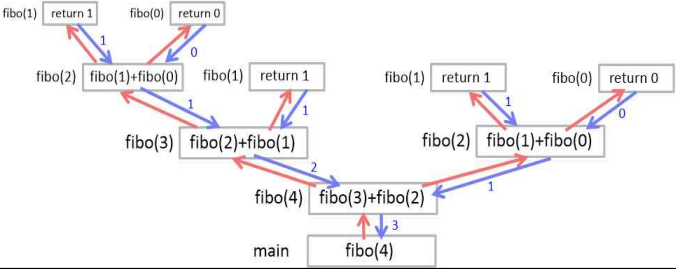 fibo(1) return 1 fibo(0) return 0
1 0
fibo(2) fibo(1)+fibo(0) fibo(1) return 1 fibo(1) return 1 fibo(0) return 0
1 1 1 0
fibo(3) fibo(2)+fibo(1) fibo(2) fibo(1)+fibo(0)
2 1
fibo(4) fibo(3)+fibo(2)
3
main fibo(4)